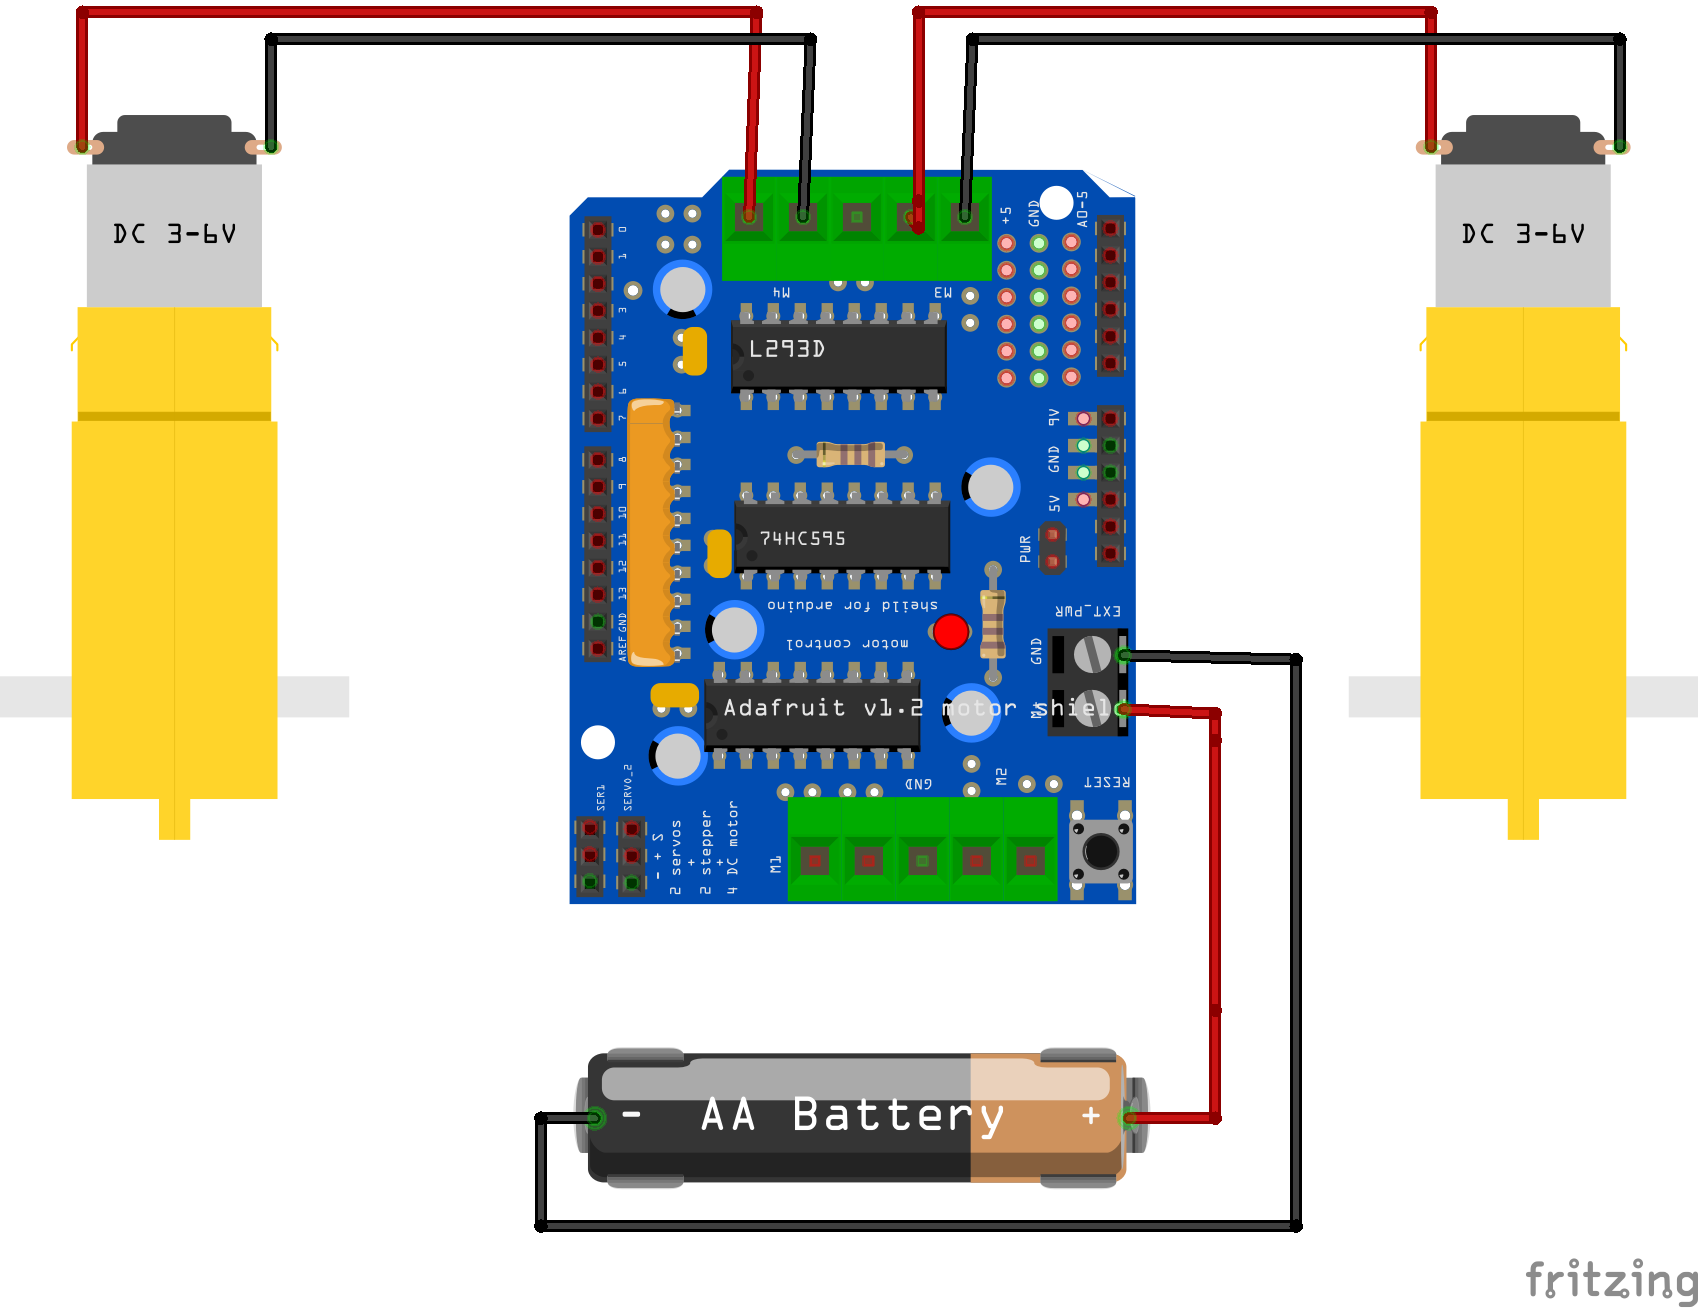 DC 3-6V
DC 3-6V
+5
GND
A0-5
M4
M3
0
1
3
4
5
6
7
L293D
9V
GND
5V
8
9
10
11
12
13
GND
AREF
74HC595
PWR
sheild for arduino
motor control
EXT_PWR
GND
M+
Adafruit v1.2 motor shield
SER1
SERVO_2
- + S
2 servos
+
2 stepper
+
4 DC motor
GND
M2
RESET
M1
- AA Battery +
fritzing